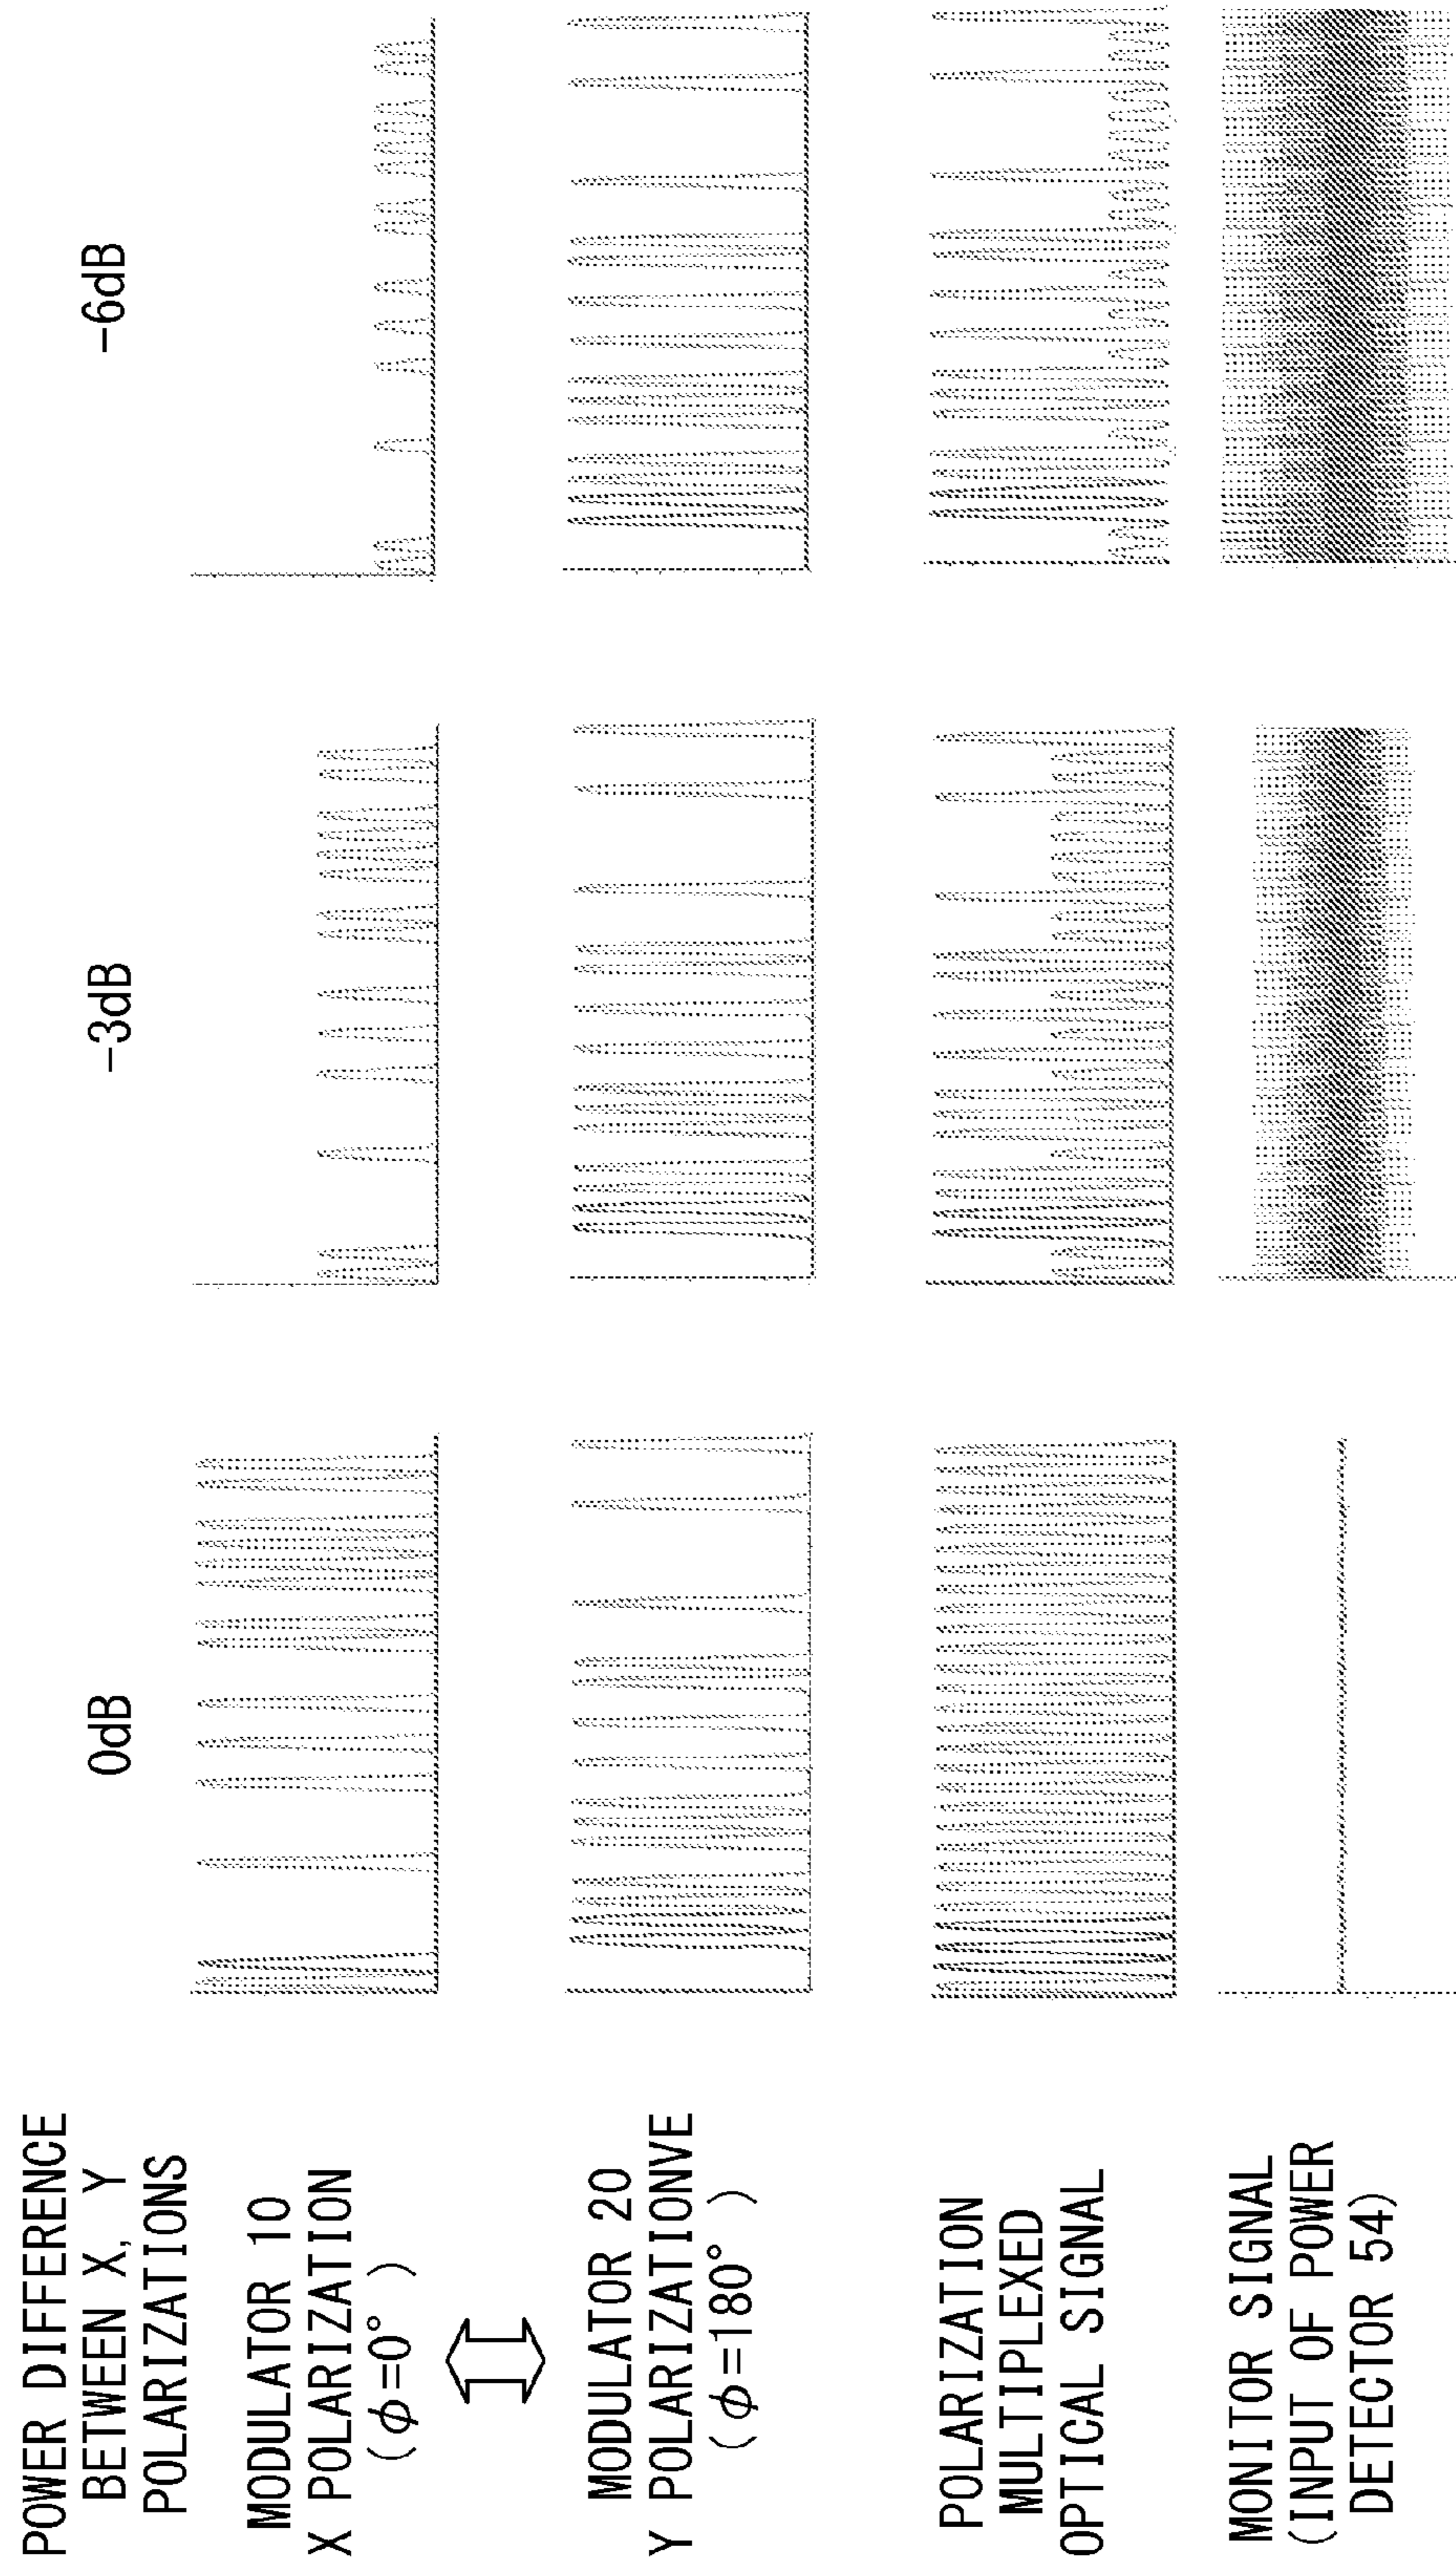 POWER DIFFERENCE
BETWEEN X, Y
POLARIZATIONS
0dB
-3dB
-6dB
MODULATOR 10
X POLARIZATION
(φ=0°)
MODULATOR 20
Y POLARIZATIONVE
(φ=180°)
POLARIZATION
MULTIPLEXED
OPTICAL SIGNAL
MONITOR SIGNAL
(INPUT OF POWER
DETECTOR 54)